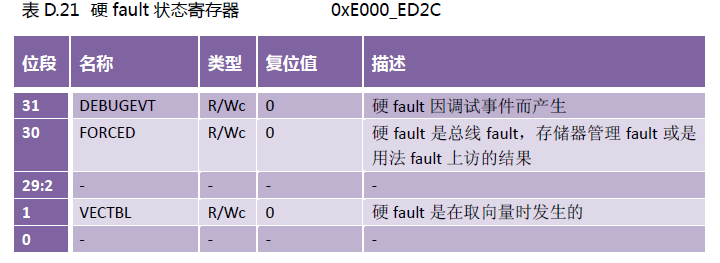 表 D.21 硬 fault 状态寄存器 0xE000_ED2C
位段 名称 类型 复位值 描述
31 DEBUGEVT R/Wc 0 硬 fault 因调试事件而产生
30 FORCED R/Wc 0 硬 fault 是总线 fault，存储器管理 fault 或是
用法 fault 上访的结果
29:2 - - - -
1 VECTBL R/Wc 0 硬 fault 是在取向量时发生的
0 - - - -